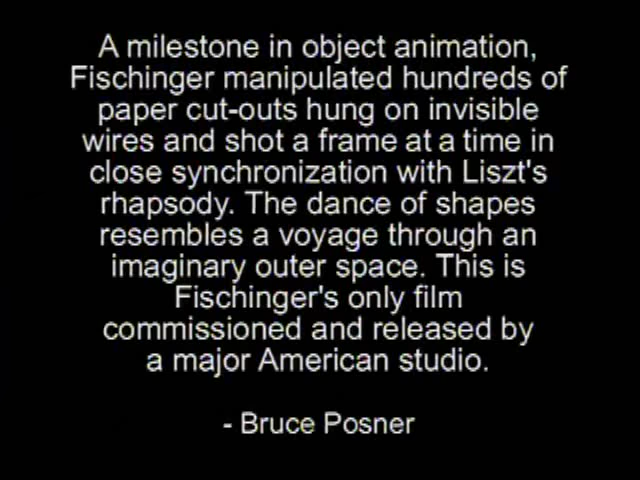 A milestone in object animation,
Fischinger manipulated hundreds of
paper cut-outs hung on invisible
wires and shot a frame at a time in
close synchronization with Liszt's
rhapsody. The dance of shapes
resembles a voyage through an
imaginary outer space. This is
Fischinger's only film
commissioned and released by
a major American studio.
- Bruce Posner